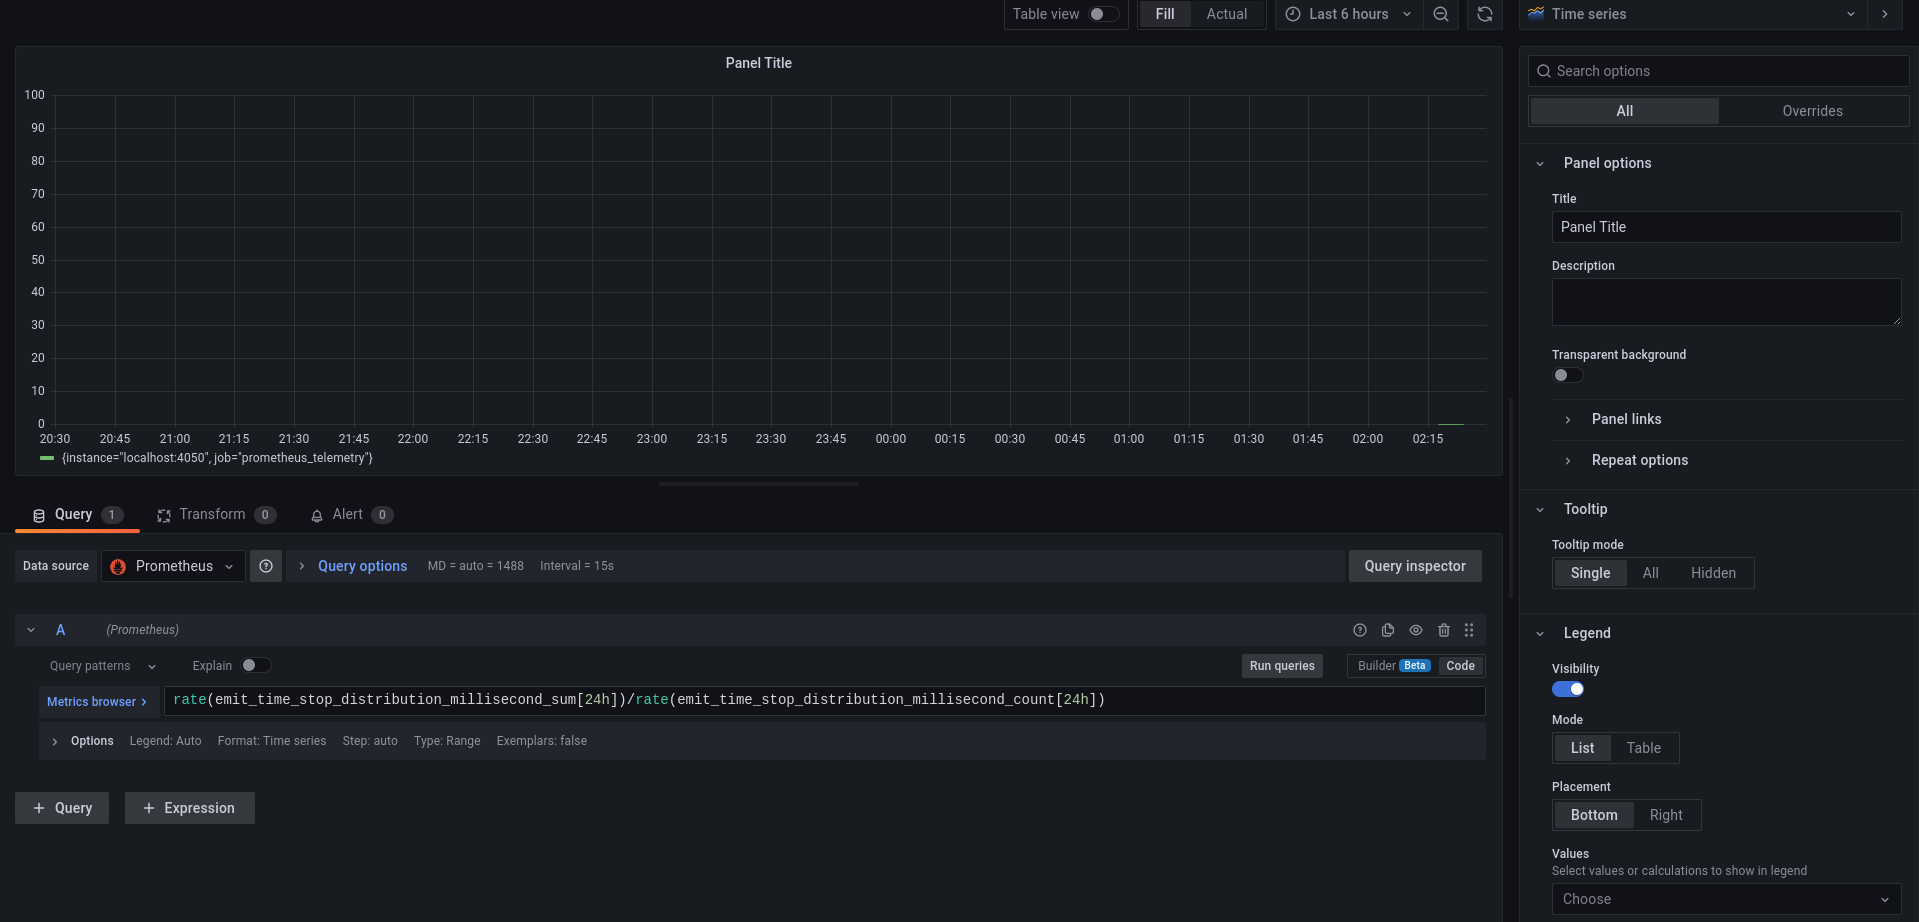 Table view
Fill
Actual
Last 6 hours
Time series
Panel Title
100
90
80
70
60
50
40
30
20
10
0
20:30 20:45 21:00 21:15 21:30 21:45 22:00 22:15 22:30 22:45 23:00 23:15 23:30 23:45 00:00 00:15 00:30 00:45 01:00 01:15 01:30 01:45 02:00 02:15
{instance="localhost:4050", job="prometheus_telemetry"}
Query 1
Transform 0
Alert 0
Data source
Prometheus
Query options
MD = auto = 1488
Interval = 15s
Query inspector
A
(Prometheus)
Query patterns
Explain
Run queries
Builder Beta
Code
Metrics browser
rate(emit_time_stop_distribution_millisecond_sum[24h])/rate(emit_time_stop_distribution_millisecond_count[24h])
Options
Legend: Auto
Format: Time series
Step: auto
Type: Range
Exemplars: false
+ Query
+ Expression
Search options
All
Overrides
Panel options
Title
Panel Title
Description
Transparent background
Panel links
Repeat options
Tooltip
Tooltip mode
Single
All
Hidden
Legend
Visibility
Mode
List
Table
Placement
Bottom
Right
Values
Select values or calculations to show in legend
Choose